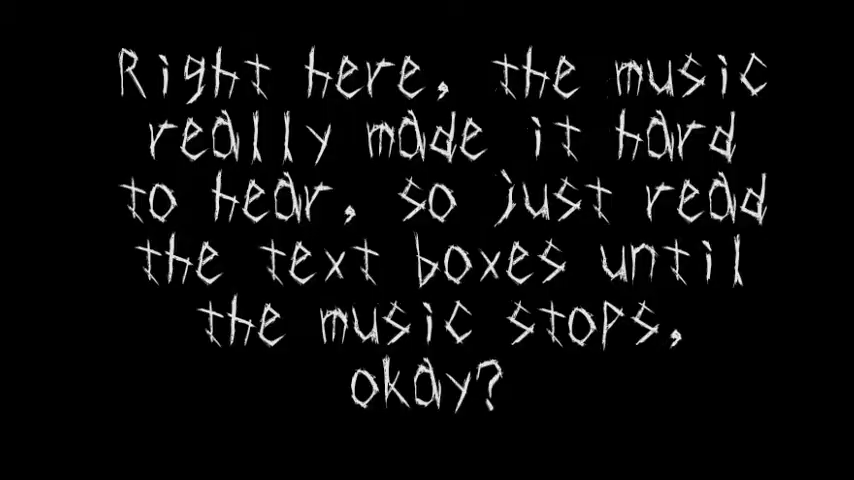 Right here, the music
really made it hard
to hear, so just read
the text boxes until
the music stops,
okay?